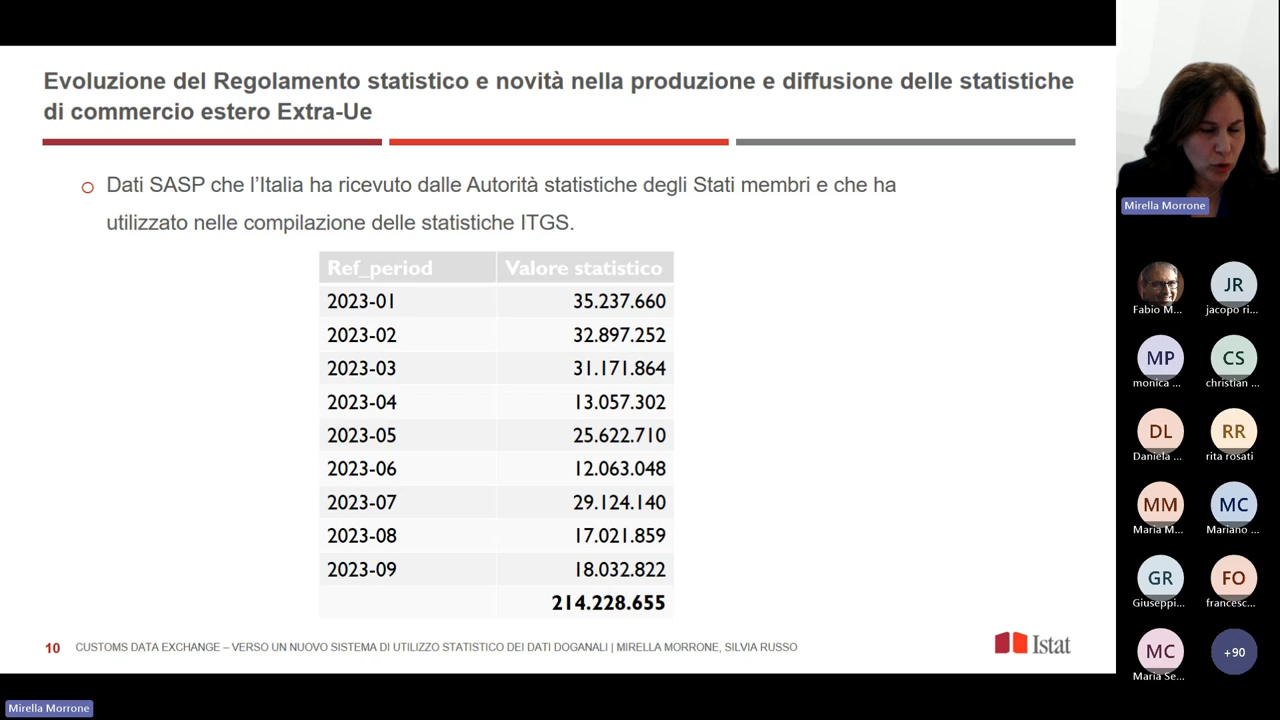 Evoluzione del Regolamento statistico e novità nella produzione e diffusione delle statistiche
di commercio estero Extra-Ue
Dati SASP che l'Italia ha ricevuto dalle Autorità statistiche degli Stati membri e che ha
utilizzato nelle compilazione delle statistiche ITGS.
Ref_period Valore statistico
2023-01 35.237.660
2023-02 32.897.252
2023-03 31.171.864
2023-04 13.057.302
2023-05 25.622.710
2023-06 12.063.048
2023-07 29.124.140
2023-08 17.021.859
2023-09 18.032.822
214.228.655
10 CUSTOMS DATA EXCHANGE – VERSO UN NUOVO SISTEMA DI UTILIZZO STATISTICO DEI DATI DOGANALI | MIRELLA MORRONE, SILVIA RUSSO
Istat
Mirella Morrone
Fabio M...
JR
jacopo ri...
MP
monica ...
CS
christian ...
DL
Daniela ...
RR
rita rosati
MM
Maria M...
MC
Mariano ...
GR
Giuseppi...
FO
francesc...
MC
Maria Se...
+90
Mirella Morrone